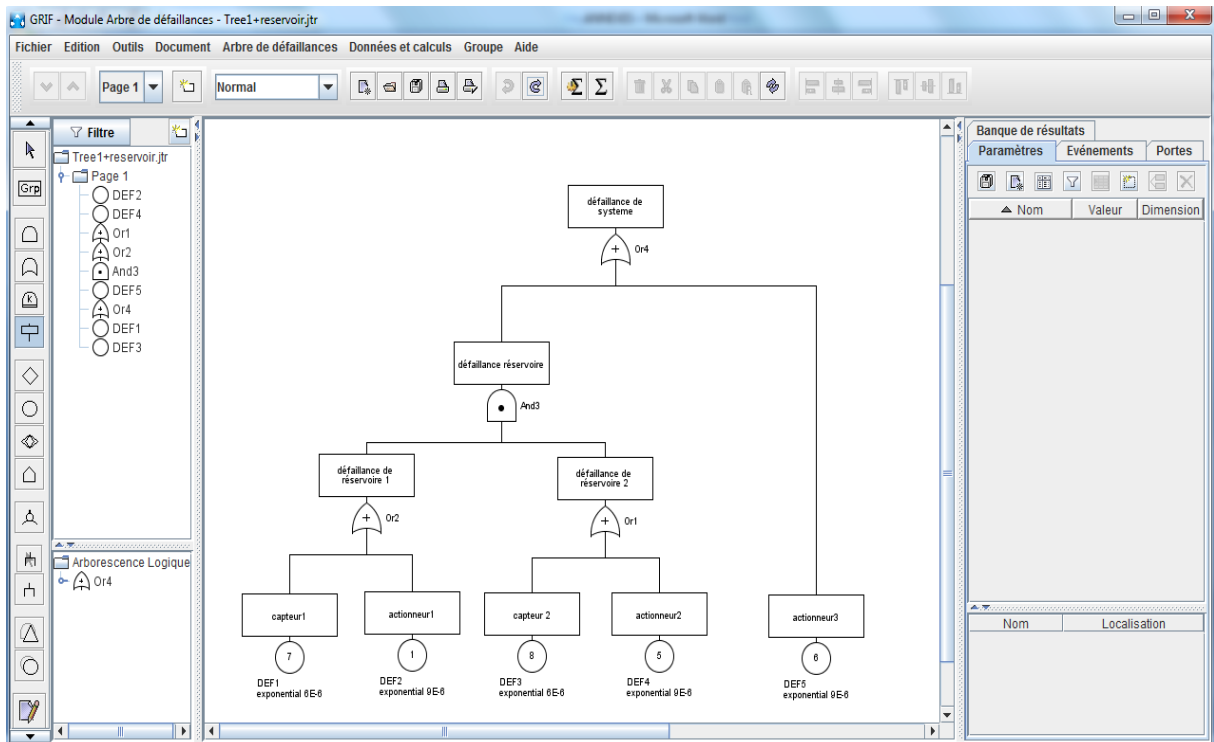 GRIF - Module Arbre de défaillances - Tree1+reservoir.jtr
Fichier Edition Outils Document Arbre de défaillances Données et calculs Groupe Aide
Page 1
Normal
Filtre
Tree1+reservoir.jtr
Page 1
DEF2
DEF4
Or1
Or2
And3
DEF5
Or4
DEF1
DEF3
Grp
K
Arborescence Logique
Or4
défaillance de
systeme
Or4
défaillance réservoire
And3
défaillance de
réservoire 1
Or2
défaillance de
réservoire 2
Or1
capteur1
7
DEF1
exponential 6E-6
actionneur1
1
DEF2
exponential 9E-6
capteur 2
8
DEF3
exponential 6E-6
actionneur2
5
DEF4
exponential 9E-6
actionneur3
6
DEF5
exponential 9E-6
Banque de résultats
Paramètres Evénements Portes
Nom Valeur Dimension
Nom Localisation